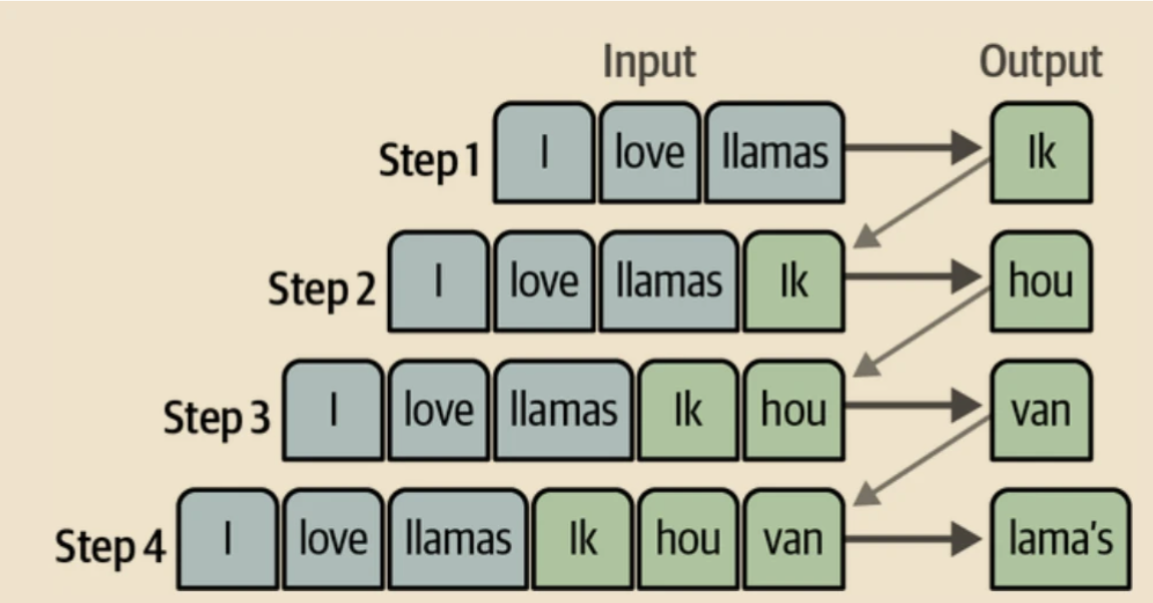 Input Output
Step 1 I love llamas Ik
Step 2 I love llamas Ik hou
Step 3 I love llamas Ik hou van
Step 4 I love llamas Ik hou van lama's